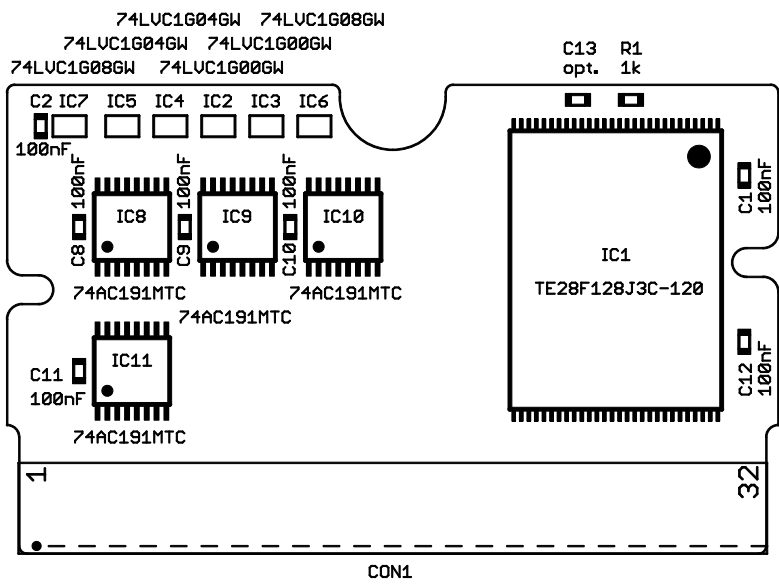 74LVC1G04GW 74LVC1G08GW
74LVC1G04GW 74LVC1G00GW
74LVC1G08GW 74LVC1G00GW
C13 R1
opt. 1k
C2 IC7 IC5 IC4 IC2 IC3 IC6
100nF
100nF 100nF 100nF
C8 IC8 C9 IC9 C10 IC10
74AC191MTC 74AC191MTC
74AC191MTC
IC1
TE28F128J3C-120
C1 100nF
C12 100nF
C11 IC11
100nF
74AC191MTC
1 32
CON1